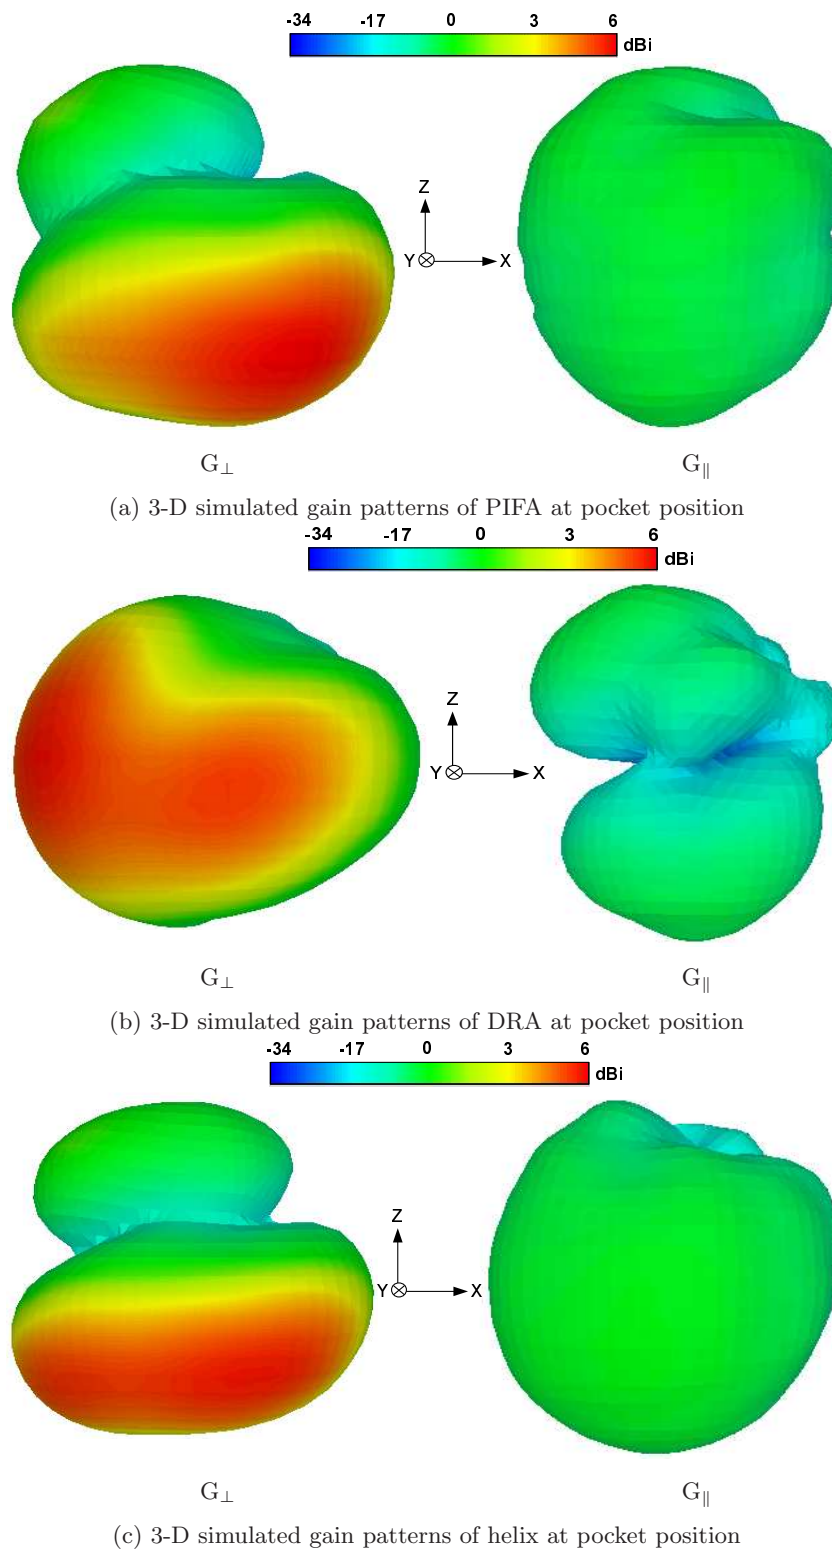 -34 -17 0 3 6
dBi
Z
Y X
G⊥ G∥
(a) 3-D simulated gain patterns of PIFA at pocket position
-34 -17 0 3 6
dBi
Z
Y X
G⊥ G∥
(b) 3-D simulated gain patterns of DRA at pocket position
-34 -17 0 3 6
dBi
Z
Y X
G⊥ G∥
(c) 3-D simulated gain patterns of helix at pocket position